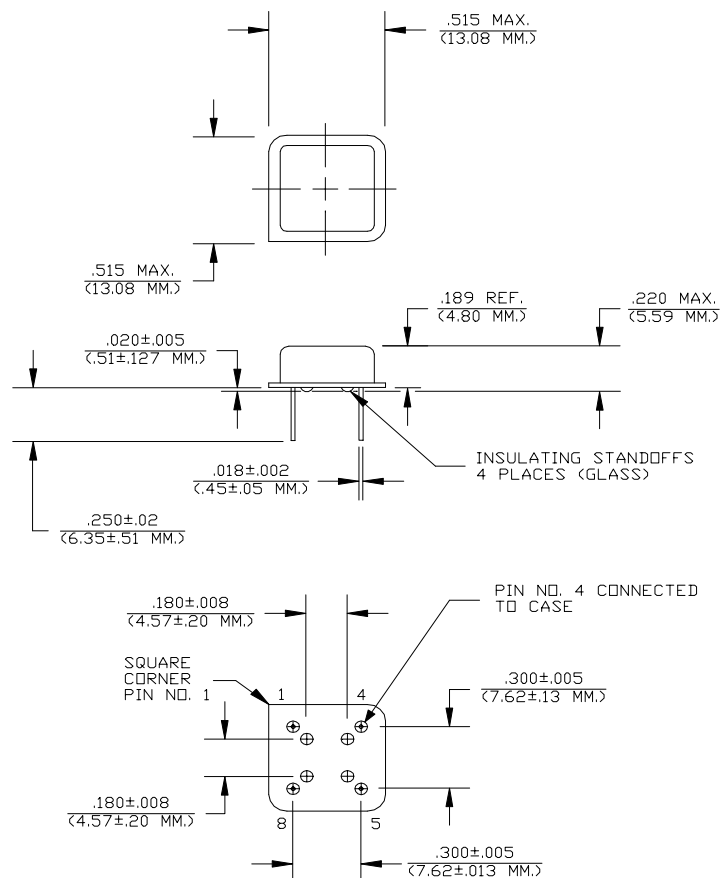 .515 MAX.
(13.08 MM.)
.515 MAX.
(13.08 MM.)
.189 REF.
(4.80 MM.)
.220 MAX.
(5.59 MM.)
.020±.005
(.51±.127 MM.)
INSULATING STANDOFFS
4 PLACES (GLASS)
.018±.002
(.45±.05 MM.)
.250±.02
(6.35±.51 MM.)
PIN NO. 4 CONNECTED
TO CASE
.180±.008
(4.57±.20 MM.)
SQUARE
CORNER
PIN NO. 1
1
4
.300±.005
(7.62±.13 MM.)
.180±.008
(4.57±.20 MM.)
8
5
.300±.005
(7.62±.013 MM.)